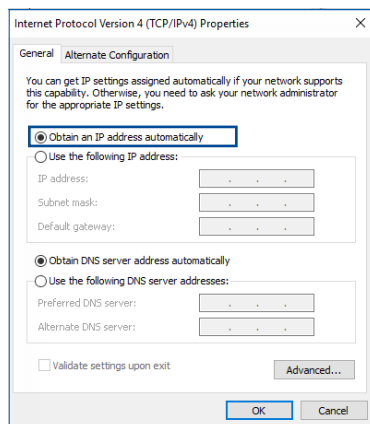 Internet Protocol Version 4 (TCP/IPv4) Properties
General
Alternate Configuration
You can get IP settings assigned automatically if your network supports
this capability. Otherwise, you need to ask your network administrator
for the appropriate IP settings.
Obtain an IP address automatically
Use the following IP address:
IP address:
Subnet mask:
Default gateway:
Obtain DNS server address automatically
Use the following DNS server addresses:
Preferred DNS server:
Alternate DNS server:
Validate settings upon exit
Advanced...
OK
Cancel